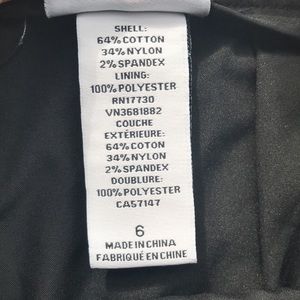 SHELL:
64% COTTON
34% NYLON
2% SPANDEX
LINING:
100% POLYESTER
RN17730
VN3681882
COUCHE
EXTÉRIEURE:
64% COTTON
34% NYLON
2% SPANDEX
DOUBLURE:
100% POLYESTER
CA57147
6
MADE IN CHINA
FABRIQUÉ EN CHINE